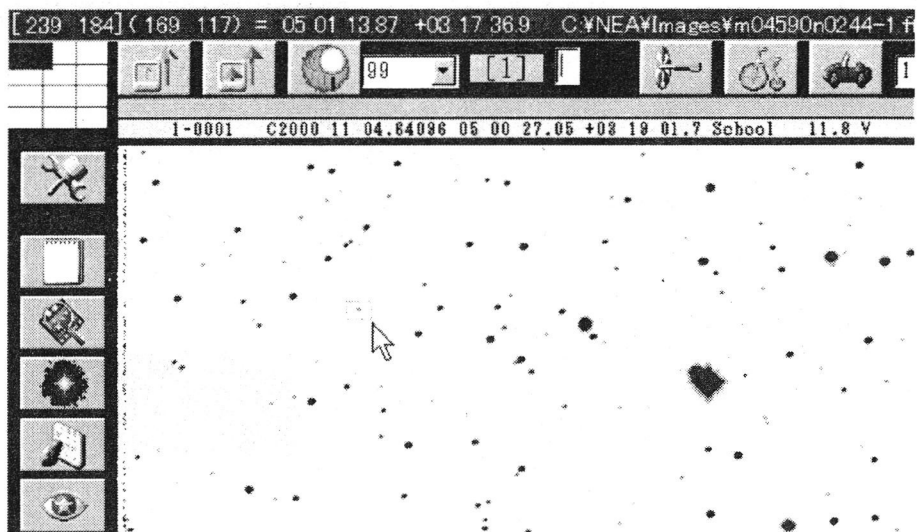 [ 239 184] ( 169 117) = 05 01 13.87 +03 17 36.9 C:¥NEA¥Images¥m04590n0244-1 f
99 [1] 1
1-0001 C2000 11 04.64096 05 00 27.05 +03 19 01.7 School 11.8 V